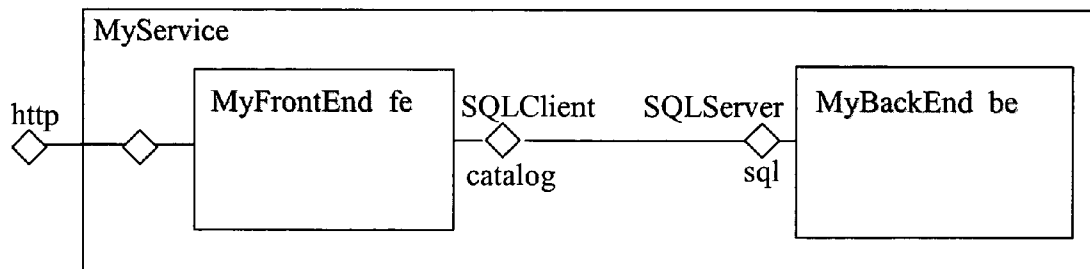 MyService
http
MyFrontEnd fe
SQLClient
SQLServer
MyBackEnd be
catalog
sql